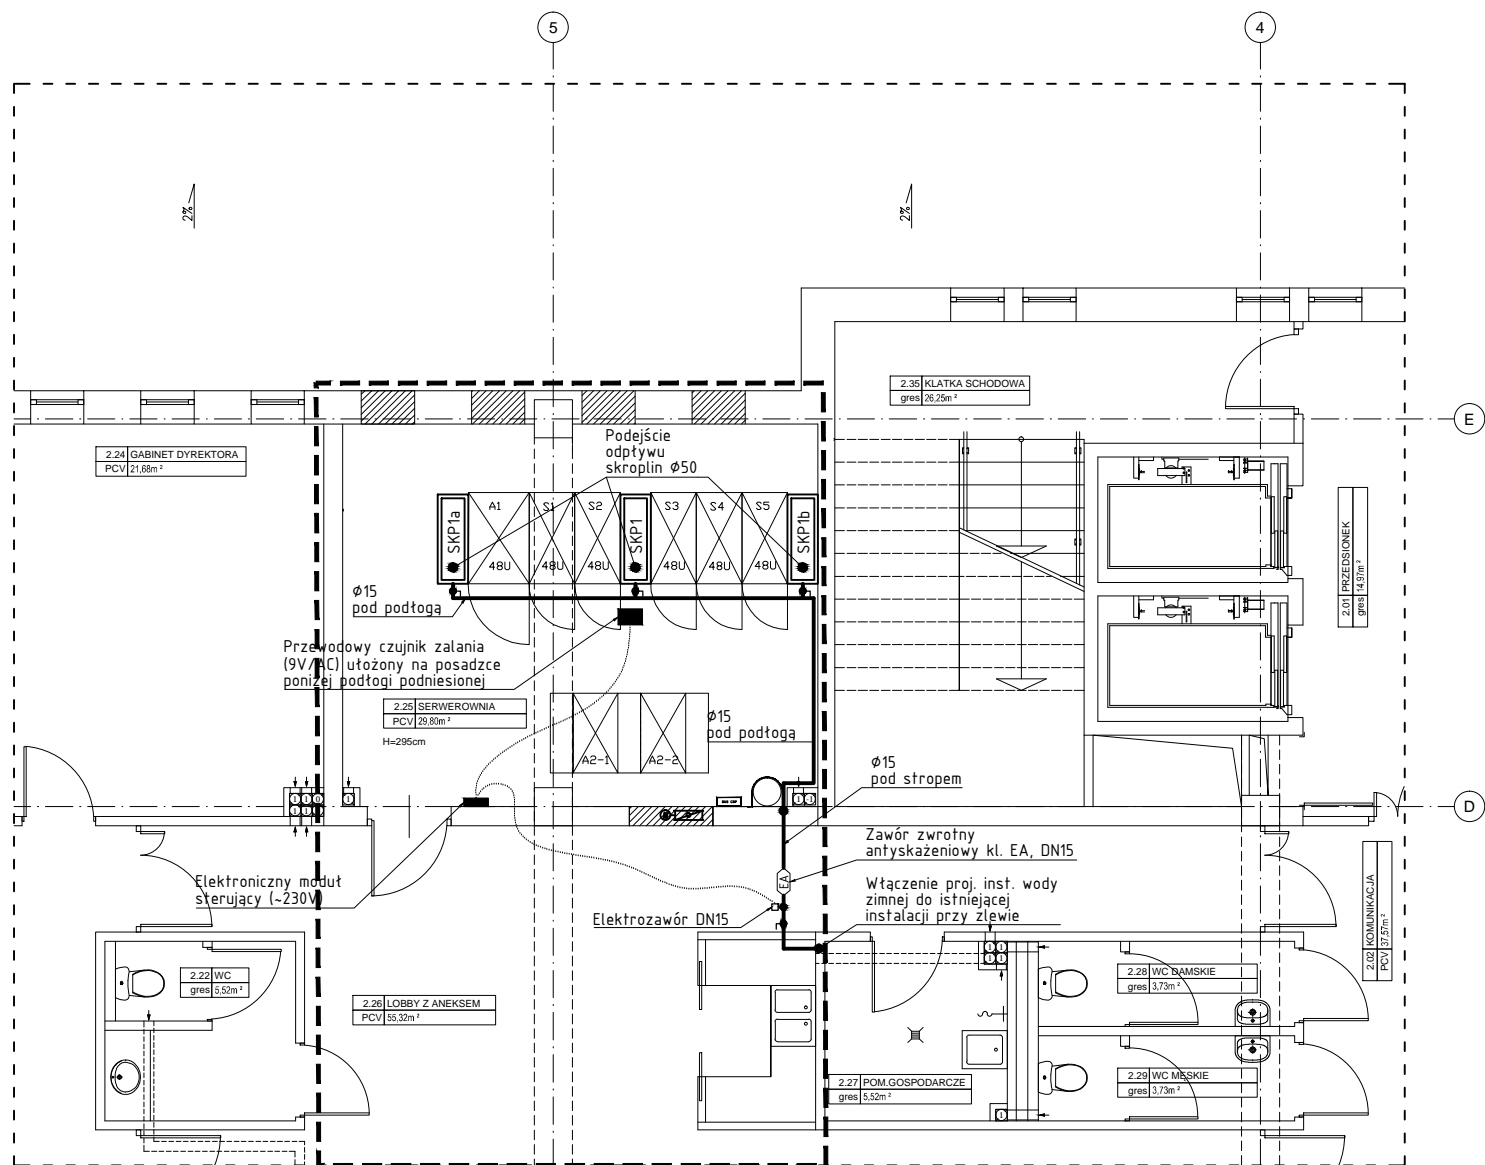 5
4
2%
2%
2.35 KLATKA SCHODOWA
gres 26,25m²
E
Podejście
odpływu
skroplin Ø50
2.24 GABINET DYREKTORA
PCV 21,68m²
SKP1a
A1
48U
S1
48U
S2
48U
SKP1
S3
48U
S4
48U
S5
48U
SKP1b
2.01 PRZEDSIONEK
gres 14,97m²
Ø15
pod podłogą
Przewodowy czujnik zalania
(9V/AC) ułożony na posadzce
poniżej podłogi podniesionej
2.25 SERWEROWNIA
PCV 29,80m²
H=295cm
Ø15
pod podłogą
A2-1
A2-2
Ø15
pod stropem
D
Zawór zwrotny
antyskażeniowy kl. EA, DN15
EA
Elektroniczny moduł
sterujący (~230V)
Włączenie proj. inst. wody
zimnej do istniejącej
instalacji przy zlewie
Elektrozawór DN15
2.02 KOMUNIKACJA
PCV 37,57m²
2.22 WC
gres 5,52m²
2.28 WC DAMSKIE
gres 3,73m²
2.26 LOBBY Z ANEKSEM
PCV 55,32m²
2.27 POM.GOSPODARCZE
gres 5,52m²
2.29 WC MĘSKIE
gres 3,73m²